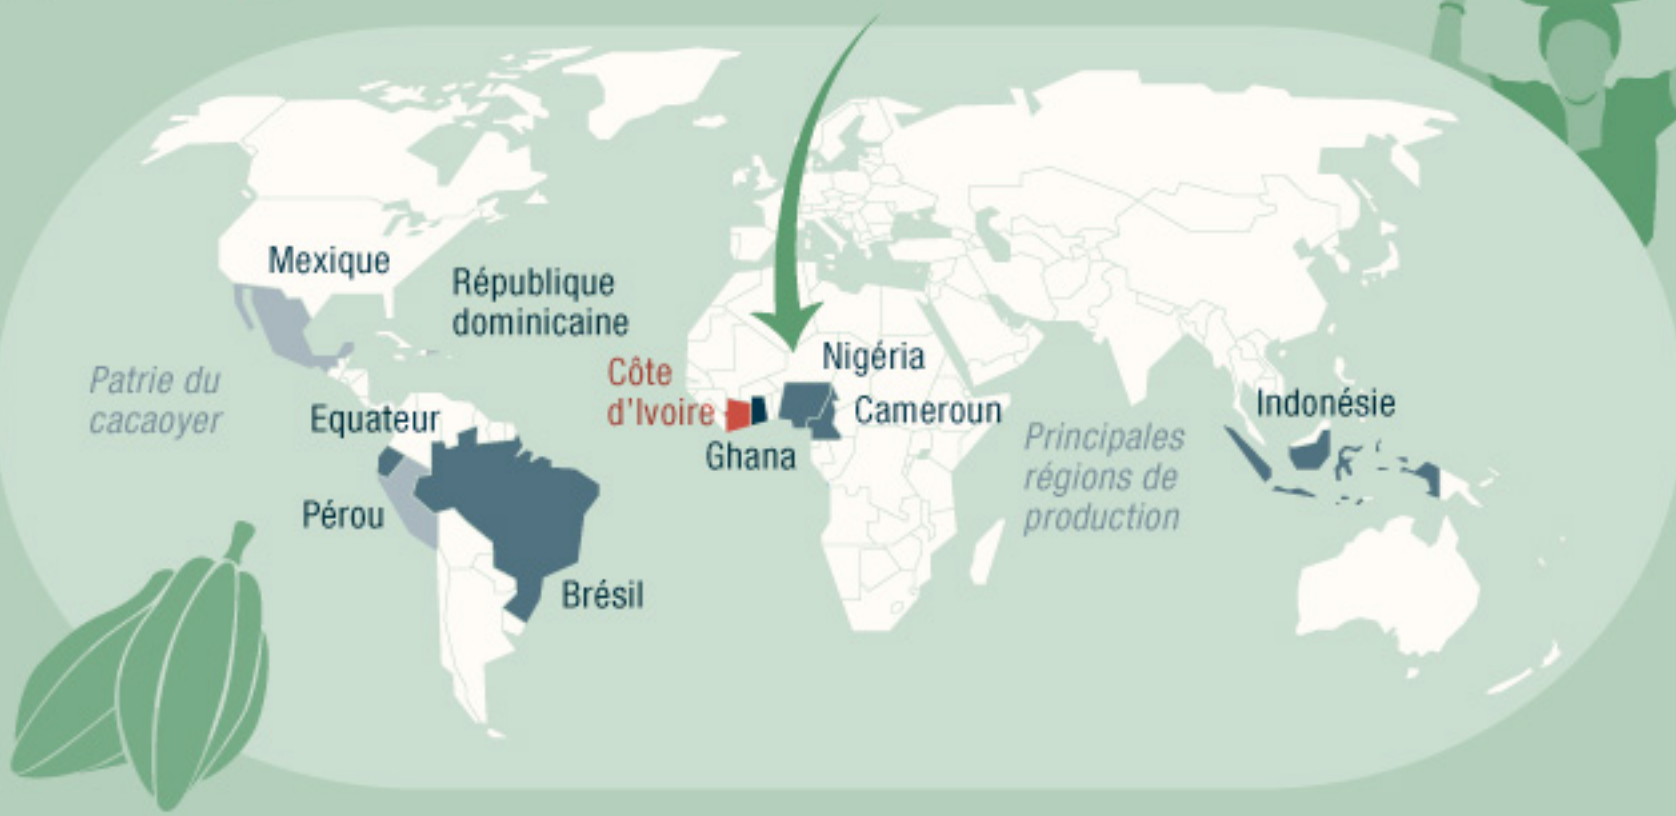 Mexique
République
dominicaine
Patrie du
cacaoyer
Equateur
Pérou
Brésil
Côte
d'Ivoire
Ghana
Nigéria
Cameroun
Principales
régions de
production
Indonésie